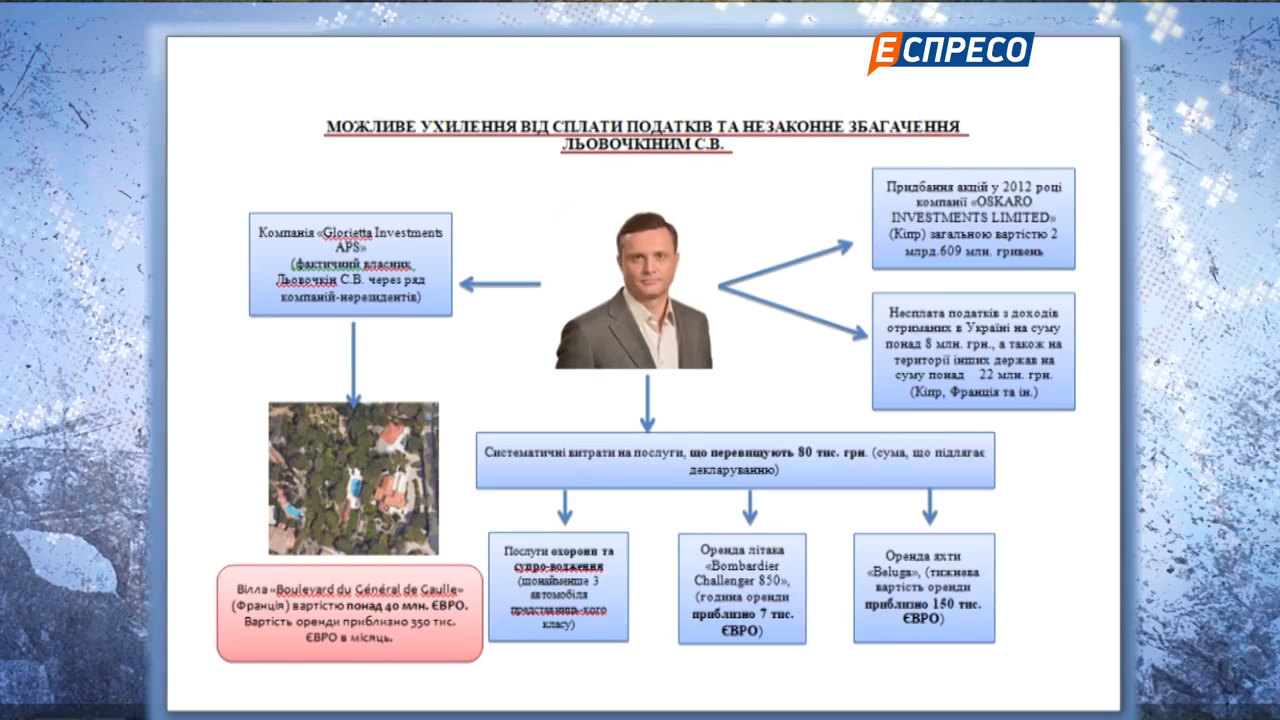 ЕСПРЕСО
МОЖЛИВЕ УХИЛЕННЯ ВІД СПЛАТИ ПОДАТКІВ ТА НЕЗАКОННЕ ЗБАГАЧЕННЯ
ЛЬОВОЧКІНИМ С.В.
Компанія «Glorietta Investments
APS»
(фактичний власник
Льовочкін С.В. через ряд
компаній-нерезидентів)
Придбання акцій у 2012 році
компанії «OSKARO
INVESTMENTS LIMITED»
(Кіпр) загальною вартістю 2
млрд.609 млн. гривень
Несплата податків з доходів
отриманих в Україні на суму
понад 8 млн. грн., а також на
території інших держав на
суму понад 22 млн. грн.
(Кіпр, Франція та ін.)
Систематичні витрати на послуги, що перевищують 80 тис. грн. (сума, що підлягає
декларуванню)
Вілла «Boulevard du Général de Gaulle»
(Франція) вартістю понад 40 млн. ЄВРО.
Вартість оренди приблизно 350 тис.
ЄВРО в місяць.
Послуги охорони та
супро-водження
(щонайменше 3
автомобіля
представниць-кого
класу)
Оренда літака
«Bombardier
Challenger 850»,
(година оренди
приблизно 7 тис.
ЄВРО)
Оренда яхти
«Beluga», (тижнева
вартість оренди
приблизно 150 тис.
ЄВРО)